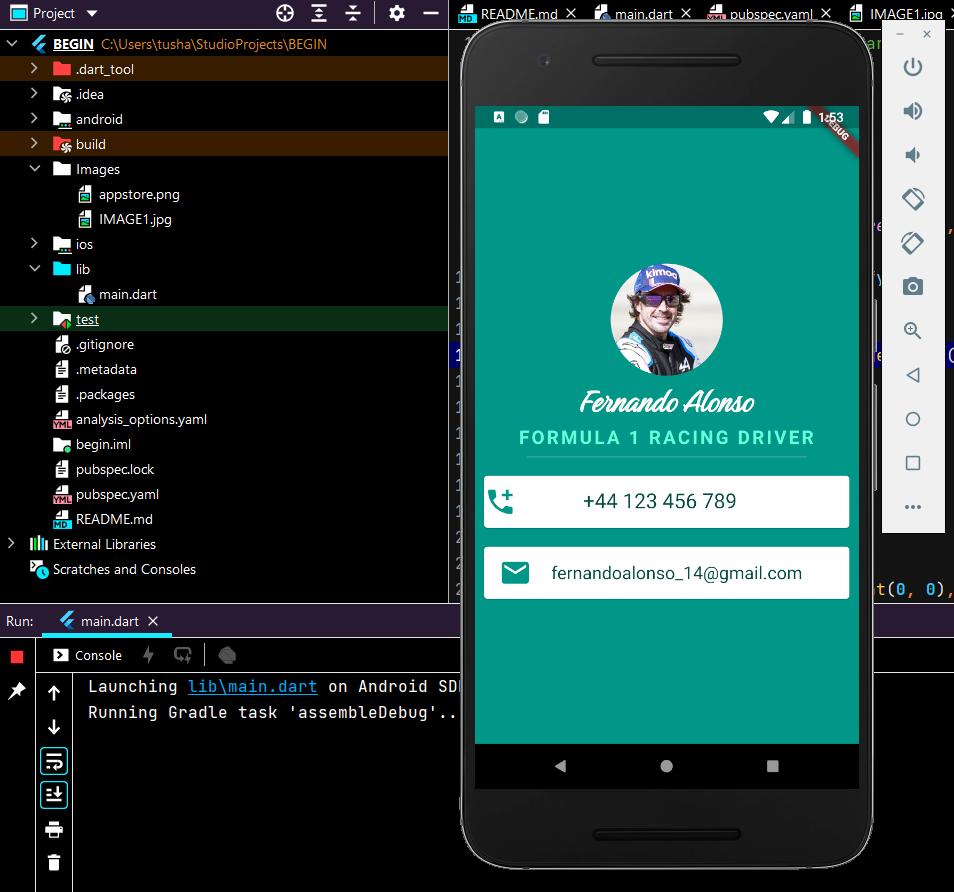 Project
README.md
main.dart
pubspec.yaml
IMAGE1.jpg
BEGIN C:\Users\tusha\StudioProjects\BEGIN
.dart_tool
.idea
android
build
Images
appstore.png
IMAGE1.jpg
ios
lib
main.dart
test
.gitignore
.metadata
.packages
analysis_options.yaml
begin.iml
pubspec.lock
pubspec.yaml
README.md
External Libraries
Scratches and Consoles
1:53
DEBUG
kimoa
Fernando Alonso
FORMULA 1 RACING DRIVER
+44 123 456 789
fernandoalonso_14@gmail.com
t(0, 0),
Run: main.dart
Console
Launching lib\main.dart on Android SD
Running Gradle task 'assembleDebug'..